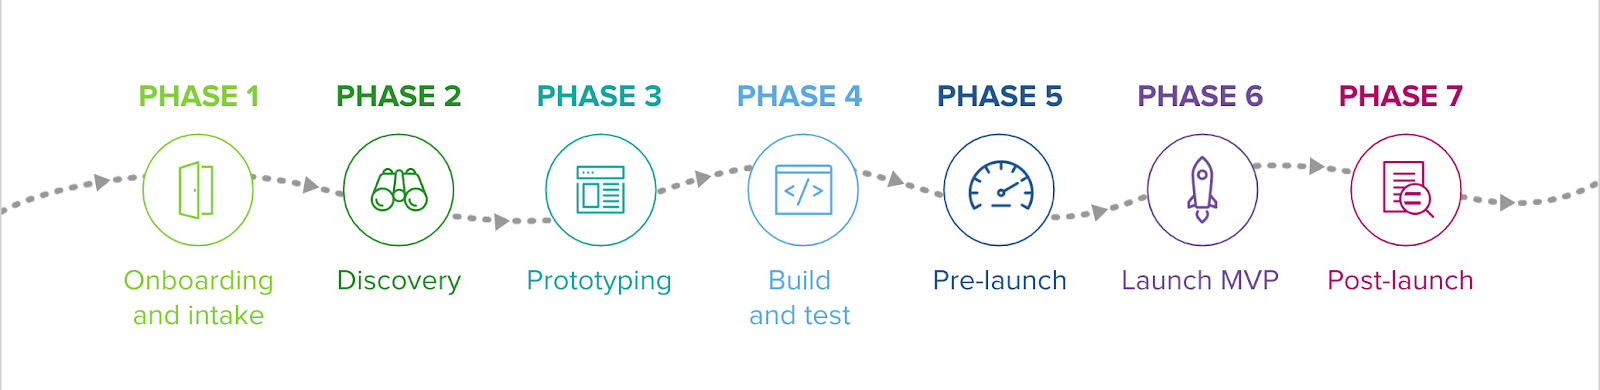 PHASE 1
Onboarding
and intake
PHASE 2
Discovery
PHASE 3
Prototyping
PHASE 4
</>
Build
and test
PHASE 5
Pre-launch
PHASE 6
Launch MVP
PHASE 7
Post-launch